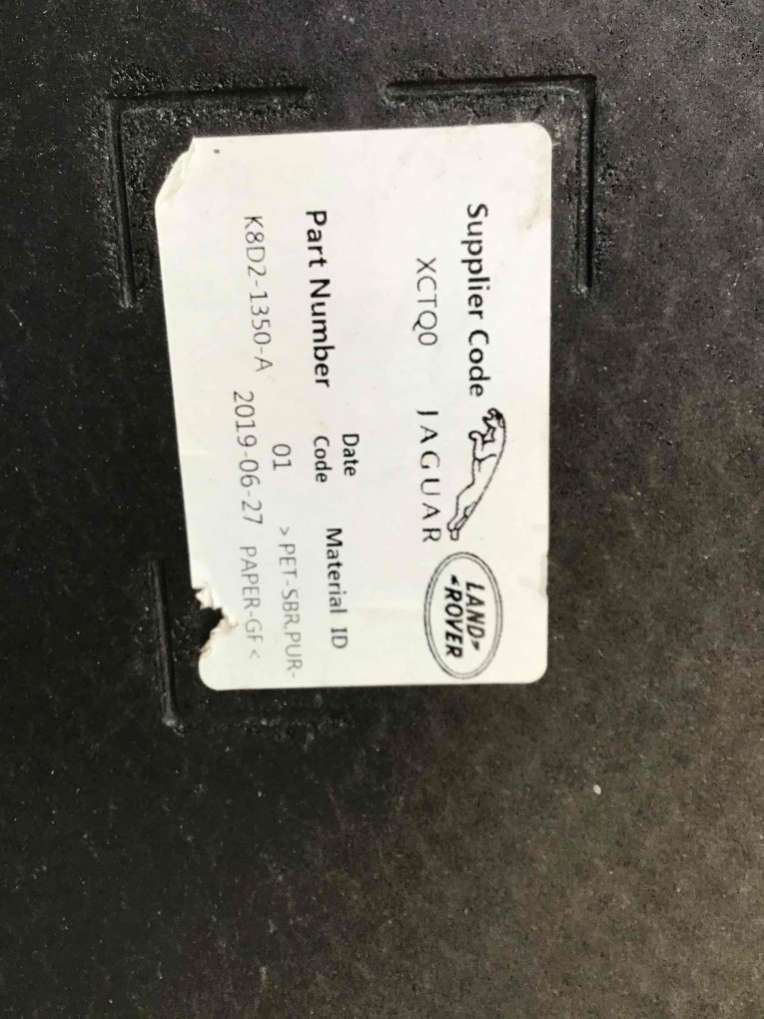 Supplier Code
XCTQ0 JAGUAR LAND ROVER
Part Number Date Code Material ID
01 >PET-SBR.PUR-
K8D2-1350-A 2019-06-27 PAPER-GF<